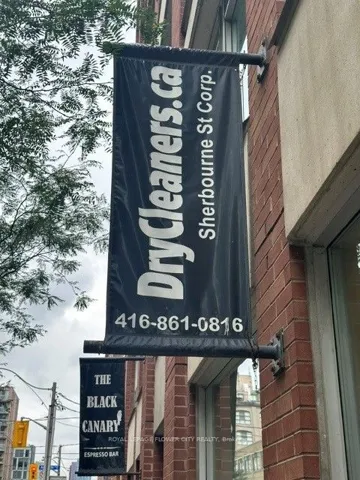 DryCleaners.ca
Sherbourne St Corp.
416-861-0816
THE
BLACK
CANARY
ESPRESSO BAR